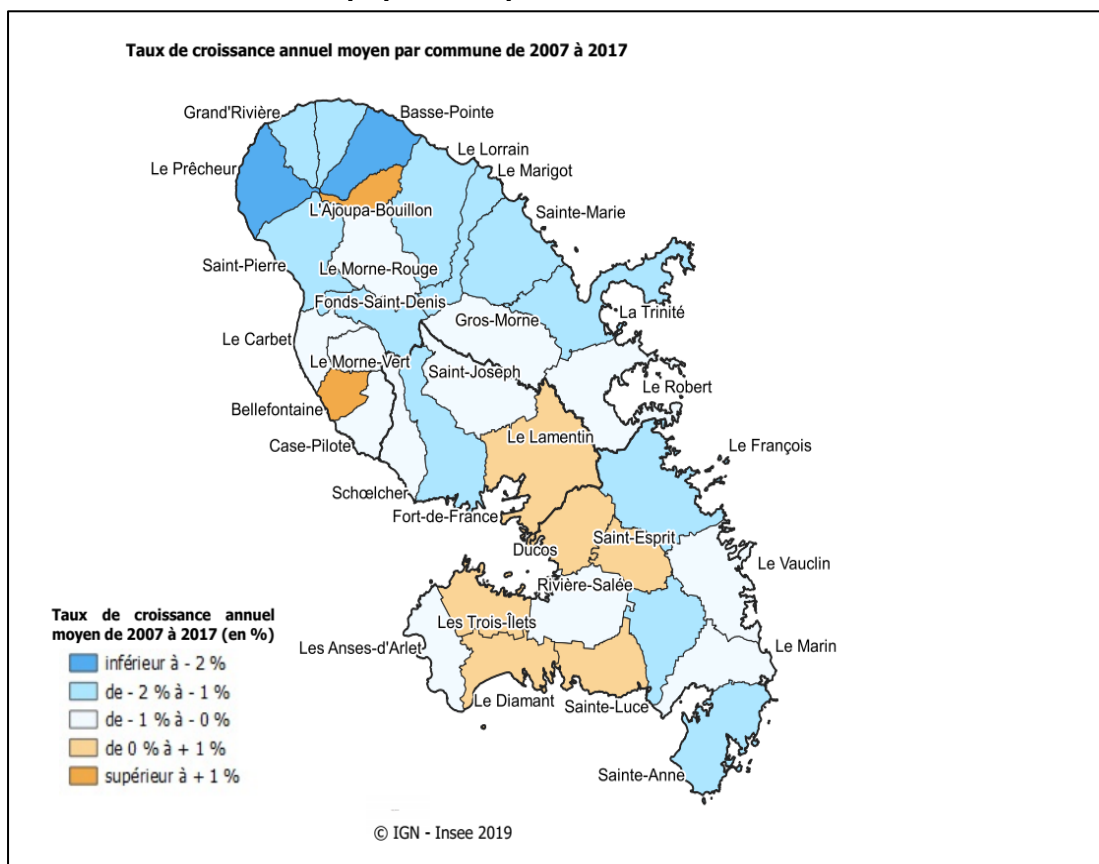 Taux de croissance annuel moyen par commune de 2007 à 2017
Grand'Rivière
Basse-Pointe
Le Lorrain
Le Prêcheur
Le Marigot
L'Ajoupa-Bouillon
Sainte-Marie
Saint-Pierre
Le Morne-Rouge
Fonds-Saint-Denis
La Trinité
Gros-Morne
Le Carbet
Le Morne-Vert
Saint-Joseph
Le Robert
Bellefontaine
Le Lamentin
Case-Pilote
Le François
Schœlcher
Fort-de-France
Saint-Esprit
Ducos
Le Vauclin
Rivière-Salée
Les Trois-Îlets
Les Anses-d'Arlet
Le Marin
Le Diamant
Sainte-Luce
Sainte-Anne
Taux de croissance annuel
moyen de 2007 à 2017 (en %)
inférieur à - 2 %
de - 2 % à - 1 %
de - 1 % à - 0 %
de 0 % à + 1 %
supérieur à + 1 %
© IGN - Insee 2019